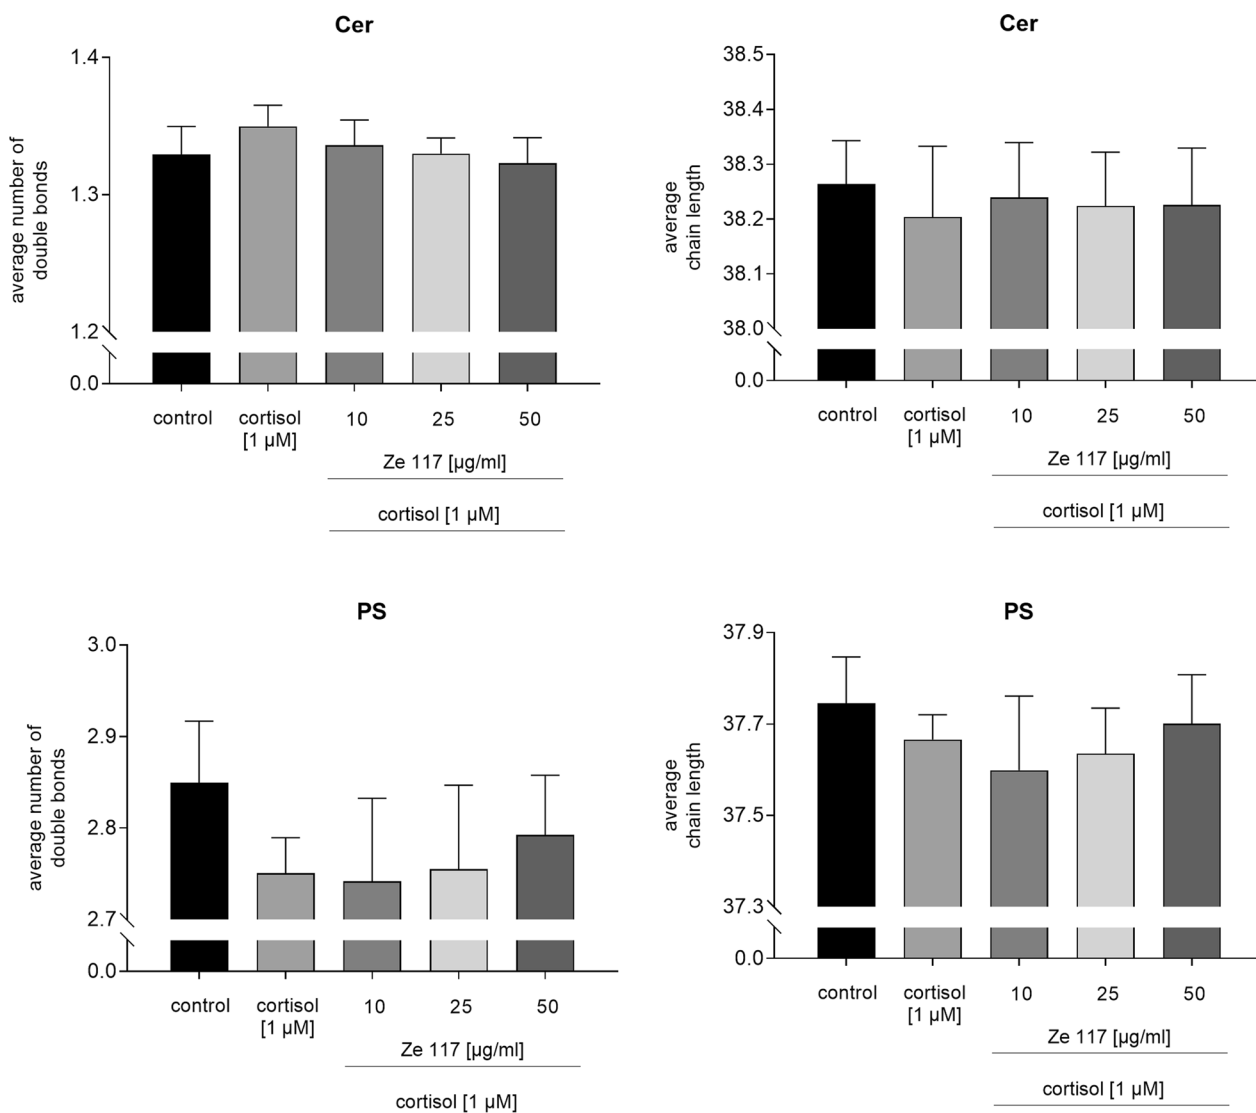 Cer
average number of
double bonds
1.4
1.3
1.2
0.0
control
cortisol
[1 µM]
10
25
50
Ze 117 [µg/ml]
cortisol [1 µM]
Cer
average
chain length
38.5
38.4
38.3
38.2
38.1
38.0
0.0
control
cortisol
[1 µM]
10
25
50
Ze 117 [µg/ml]
cortisol [1 µM]
PS
average number of
double bonds
3.0
2.9
2.8
2.7
0.0
control
cortisol
[1 µM]
10
25
50
Ze 117 [µg/ml]
cortisol [1 µM]
PS
average
chain length
37.9
37.7
37.5
37.3
0.0
control
cortisol
[1 µM]
10
25
50
Ze 117 [µg/ml]
cortisol [1 µM]